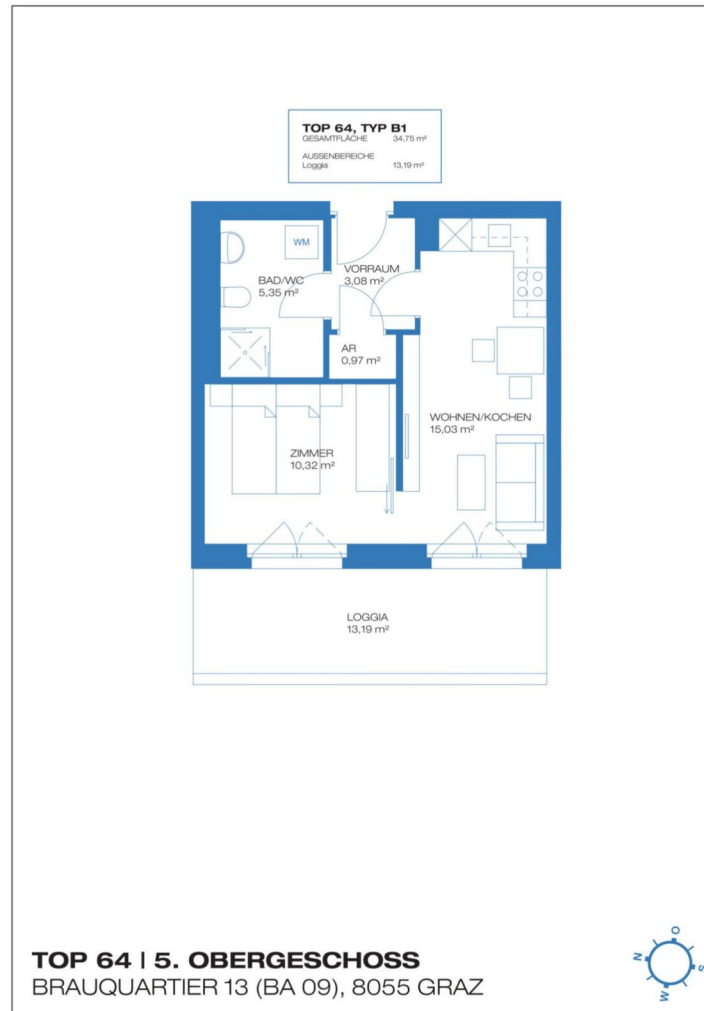 TOP 64, TYP B1
GESAMTFLÄCHE 34,75 m²
AUSSENBEREICHE
Loggia 13,19 m²
WM
BAD/WC
5,35 m²
VORRAUM
3,08 m²
AR
0,97 m²
WOHNEN/KOCHEN
15,03 m²
ZIMMER
10,32 m²
LOGGIA
13,19 m²
TOP 64 | 5. OBERGESCHOSS
BRAUQUARTIER 13 (BA 09), 8055 GRAZ
N
O
S
W